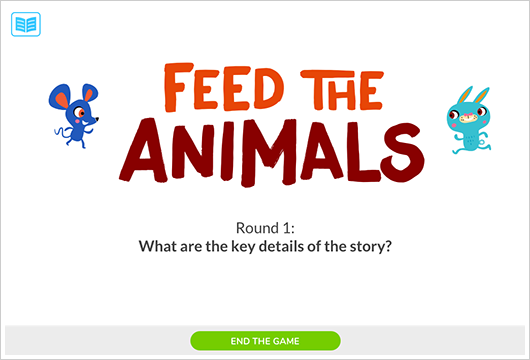 FEED THE
ANIMALS
Round 1:
What are the key details of the story?
END THE GAME